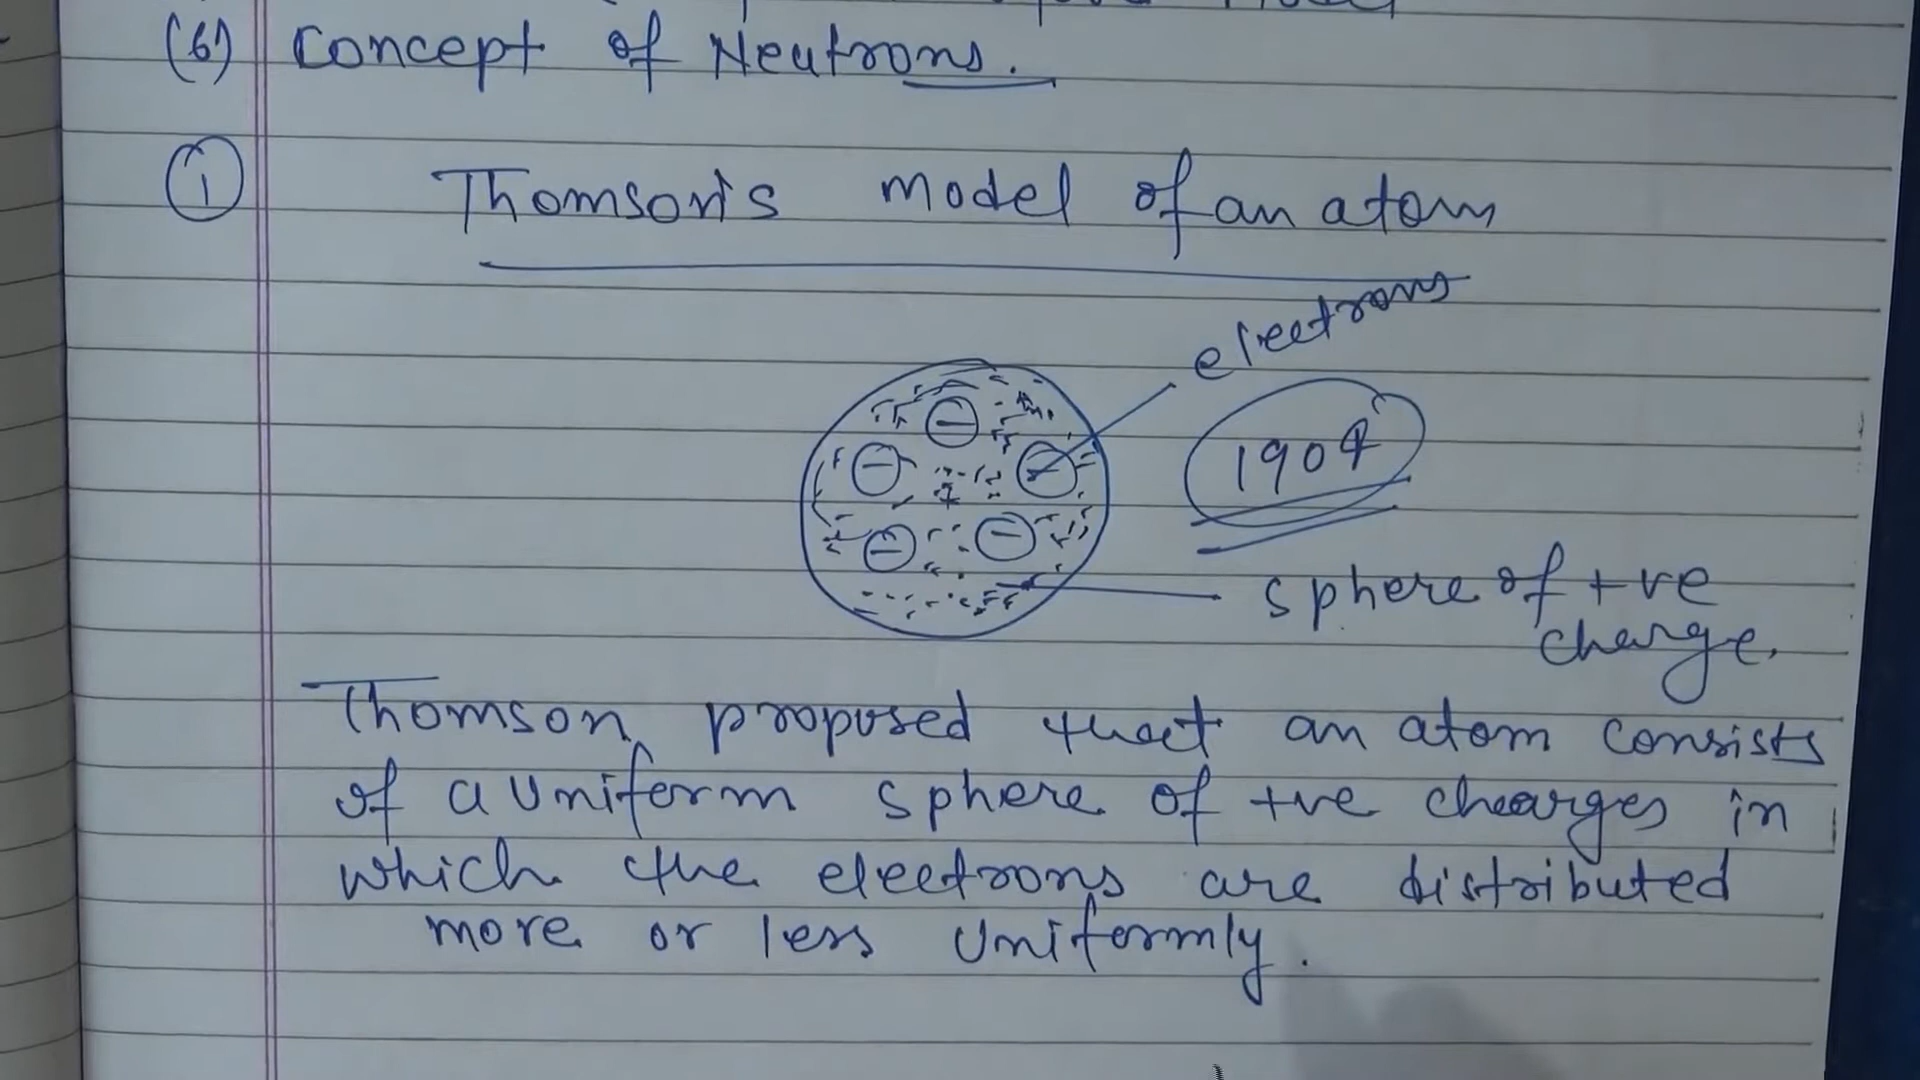 (6) Concept of Neutrons.
① Thomson's model of an atom
electrons
1904
sphere of +ve
charge.
Thomson proposed that an atom consists
of a uniform sphere of +ve charges in
which the electrons are distributed
more or less uniformly.